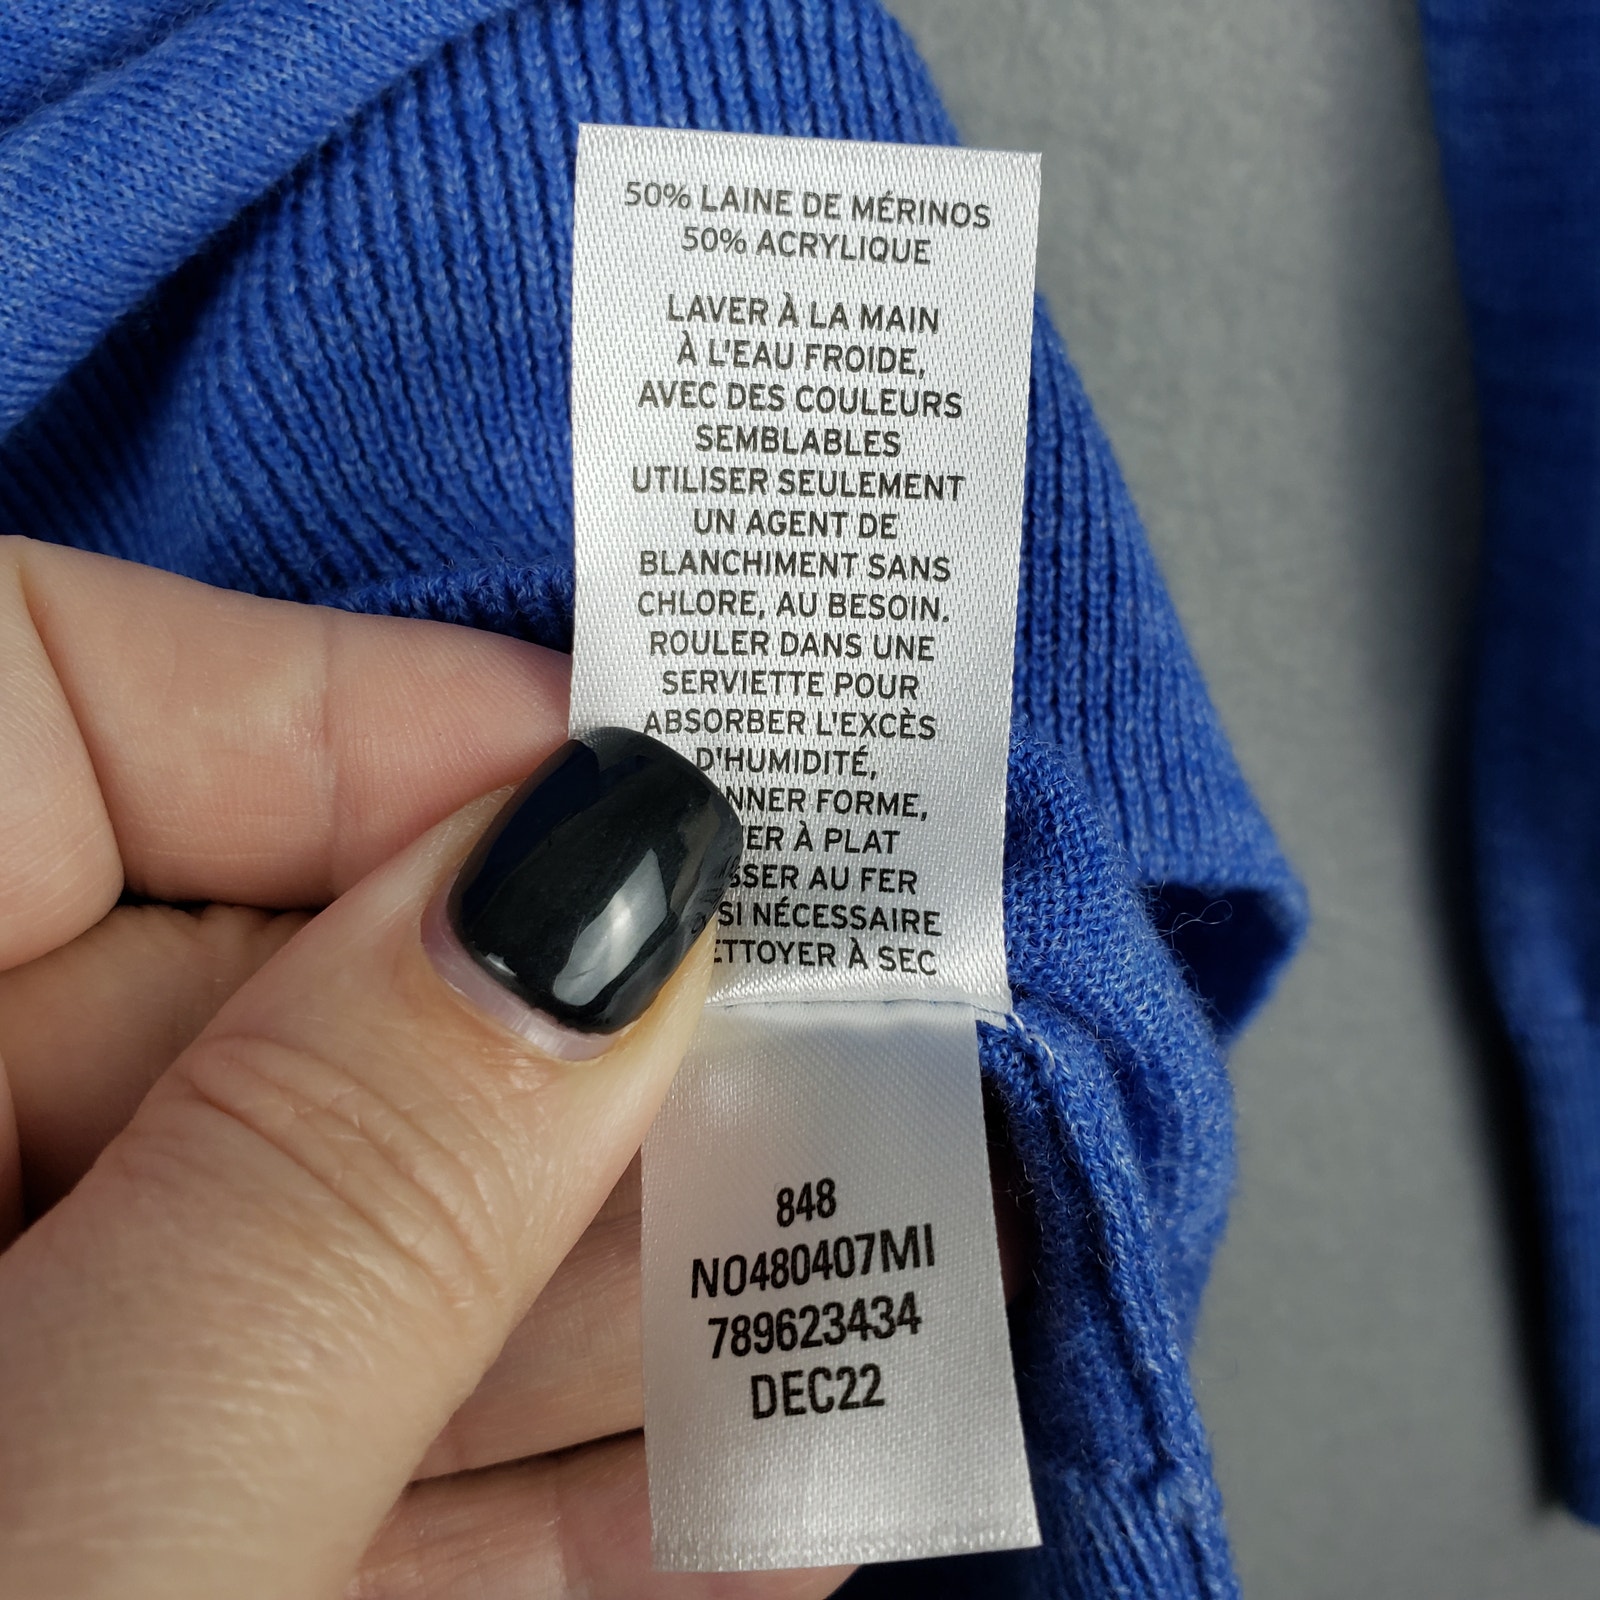 50% LAINE DE MÉRINOS
50% ACRYLIQUE
LAVER À LA MAIN
À L'EAU FROIDE,
AVEC DES COULEURS
SEMBLABLES
UTILISER SEULEMENT
UN AGENT DE
BLANCHIMENT SANS
CHLORE, AU BESOIN.
ROULER DANS UNE
SERVIETTE POUR
ABSORBER L'EXCÈS
D'HUMIDITÉ,
FORME,
À PLAT
AU FER
SI NÉCESSAIRE
À SEC
848
NO480407MI
789623434
DEC22